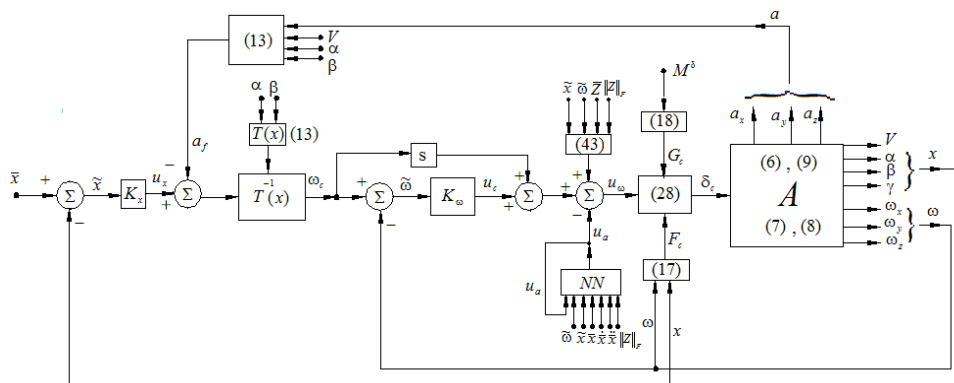 a
(13)
V
α
β
α β
T(x) (13)
a_f
x̃ ω̃ Z̄ ‖Z‖_F
(43)
M^δ
(18)
G_c
a_x a_y a_z
(6) , (9)
A
(7) , (8)
V
α
β
γ
x
ω_x
ω_y
ω_z
ω
x̄ + Σ − x̃ K_x u_x − + Σ
T^{-1}(x) ω_c
s
+ Σ − ω̃ K_ω u_c + + Σ
+ + − Σ u_ω
(28) δ_c
F_c
(17)
ω x
u_a
u_a
NN
ω̃ x̃ x̄ ẋ̄ ẍ̄ ‖Z‖_F